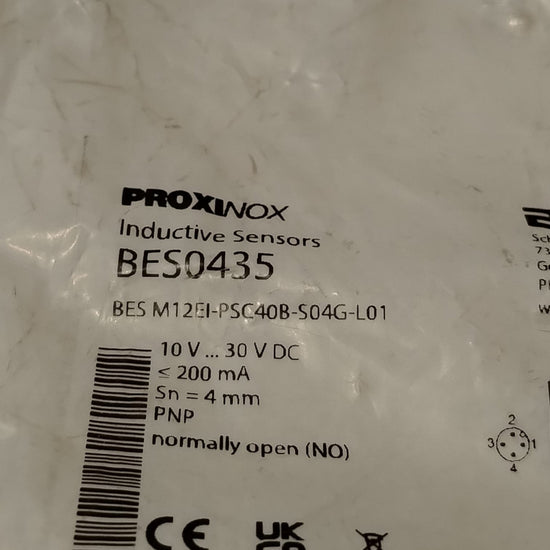 PROXINOX
Inductive Sensors
BES0435
BES M12EI-PSC40B-S04G-L01
10 V ... 30 V DC
≤ 200 mA
Sn = 4 mm
PNP
normally open (NO)
2
3 1
4
CE
UK
CA